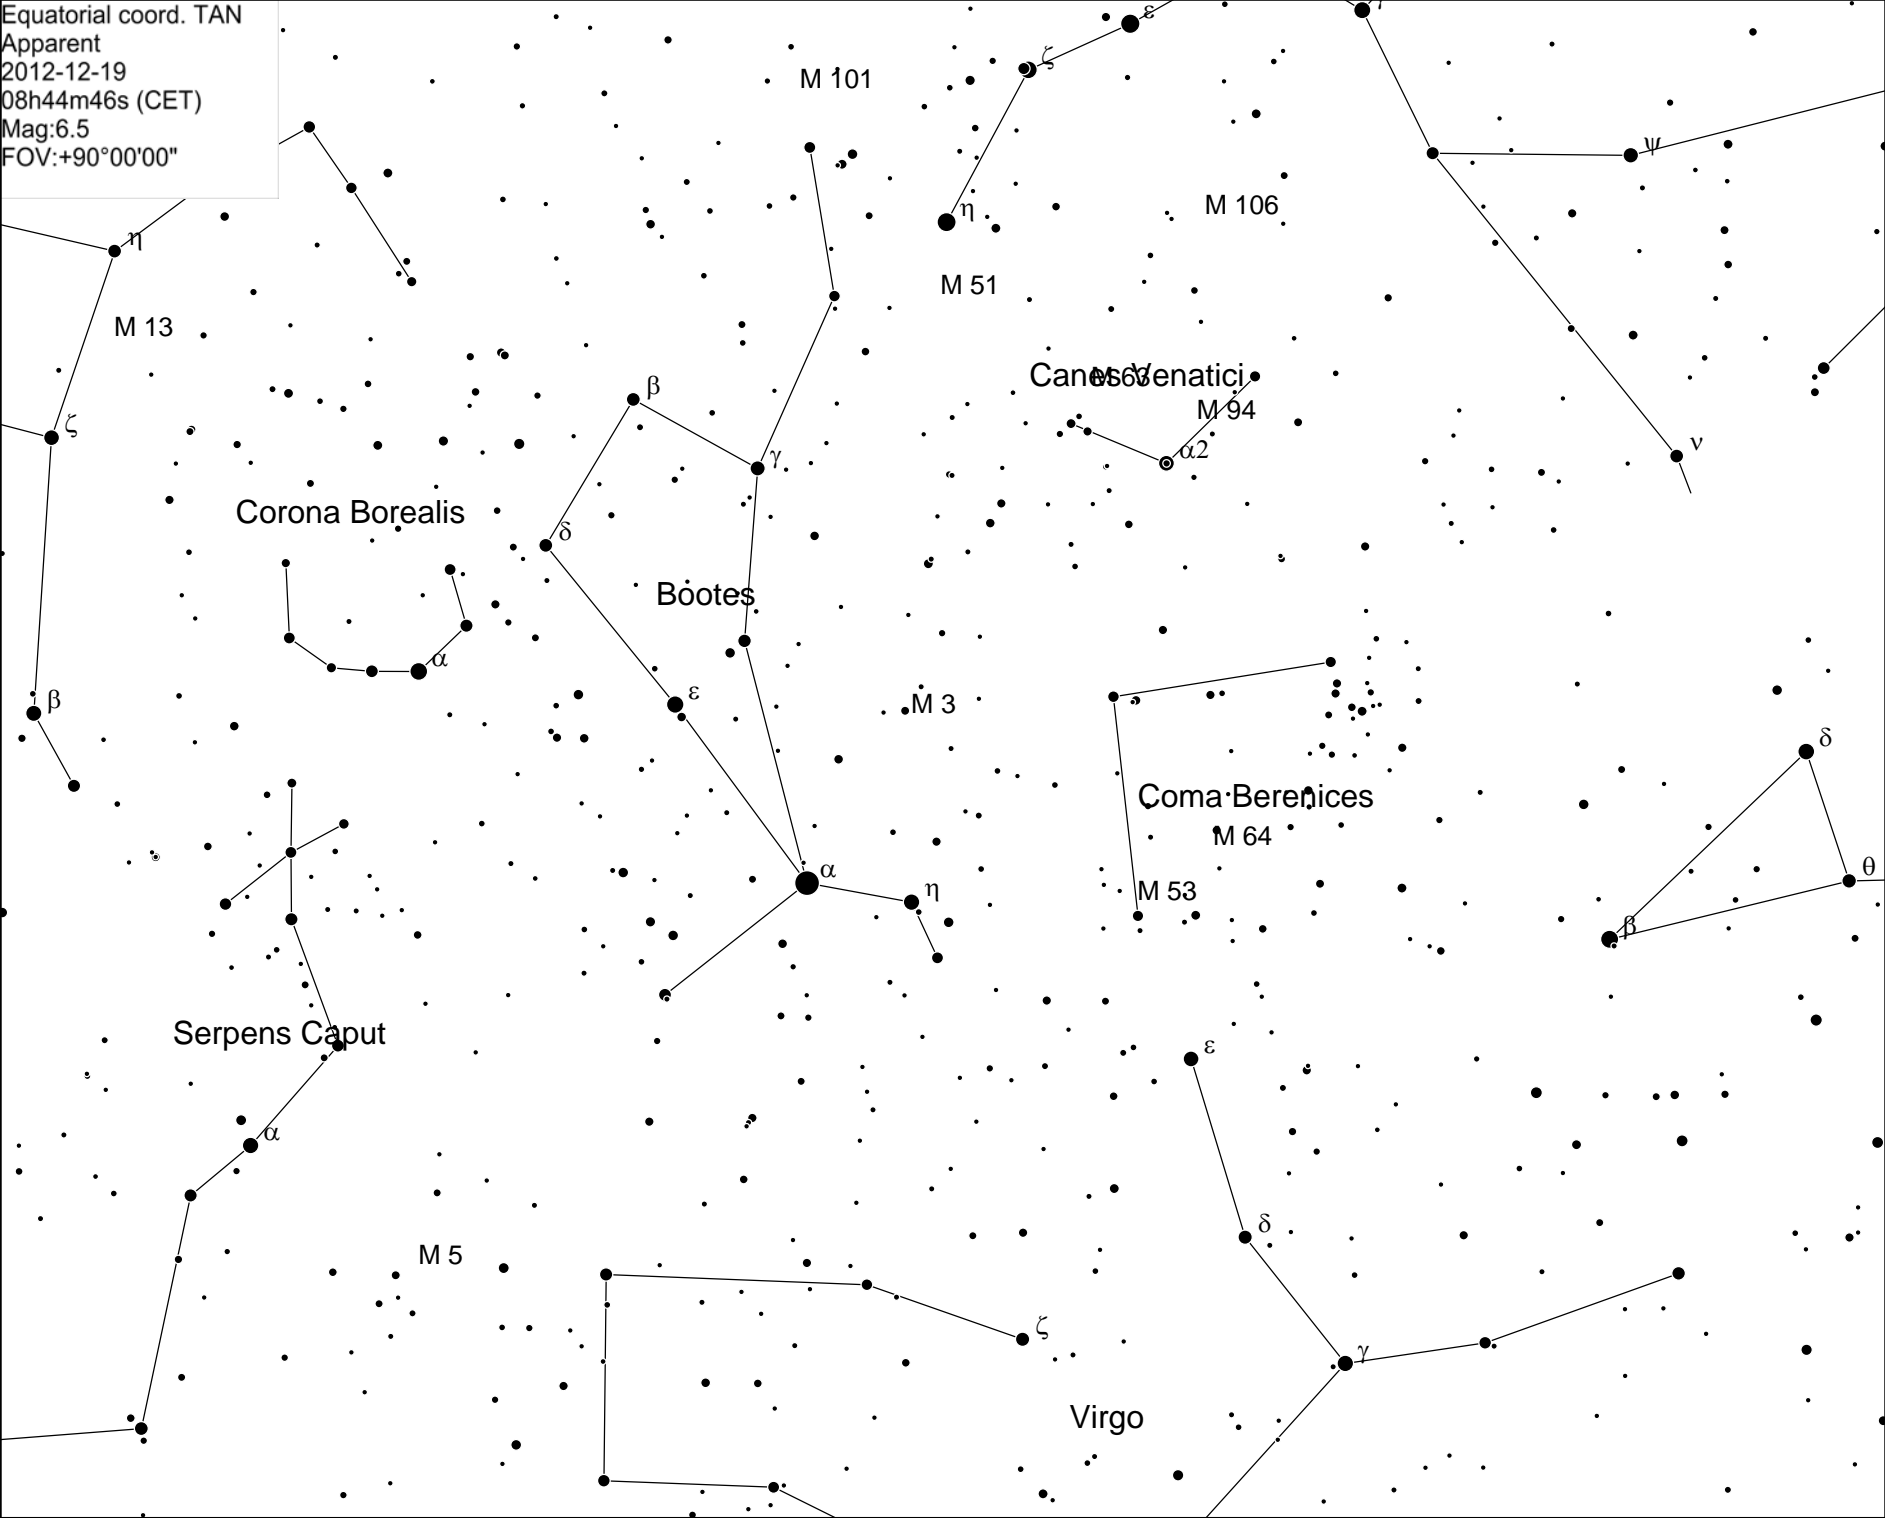 Equatorial coord. TAN
Apparent
2012-12-19
08h44m46s (CET)
Mag:6.5
FOV:+90°00'00"
ε
γ
ζ
M 101
ψ
M 106
η
η
M 51
M 13
Canes Venatici
M 63
β
M 94
ζ
ν
α2
γ
Corona Borealis
δ
Bootes
α
ε
β
M 3
δ
Coma Berenices
M 64
α
θ
η
M 53
β
Serpens Caput
ε
α
δ
M 5
ζ
γ
Virgo